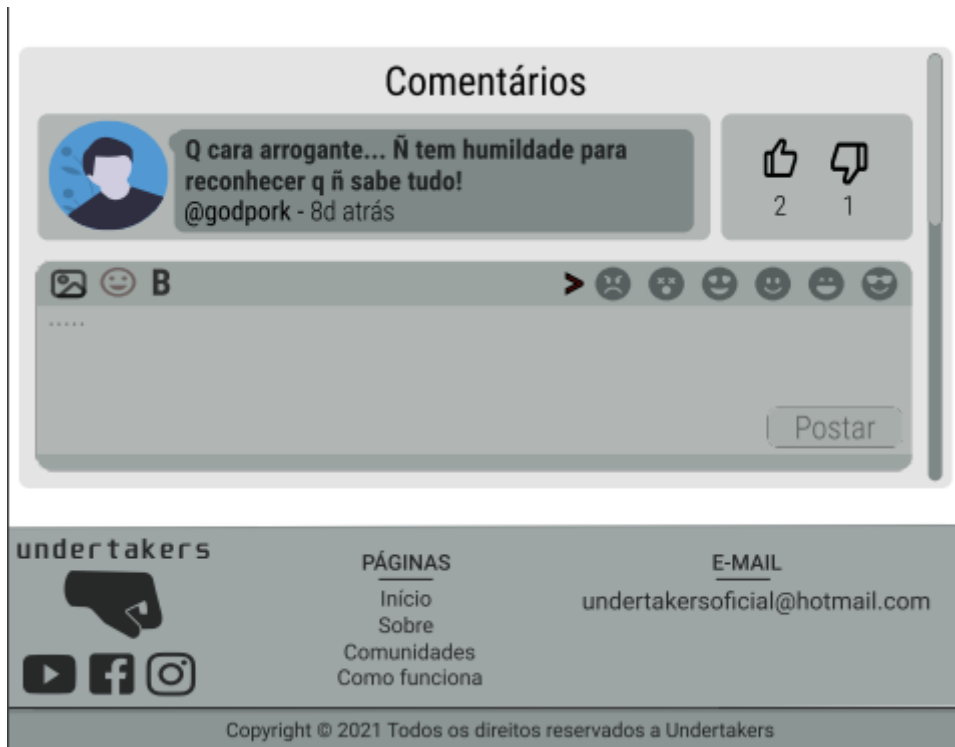 Comentários
Q cara arrogante... Ñ tem humildade para
reconhecer q ñ sabe tudo!
@godpork - 8d atrás
2 1
B >
.....
Postar
undertakers
PÁGINAS
Início
Sobre
Comunidades
Como funciona
E-MAIL
undertakersoficial@hotmail.com
Copyright © 2021 Todos os direitos reservados a Undertakers